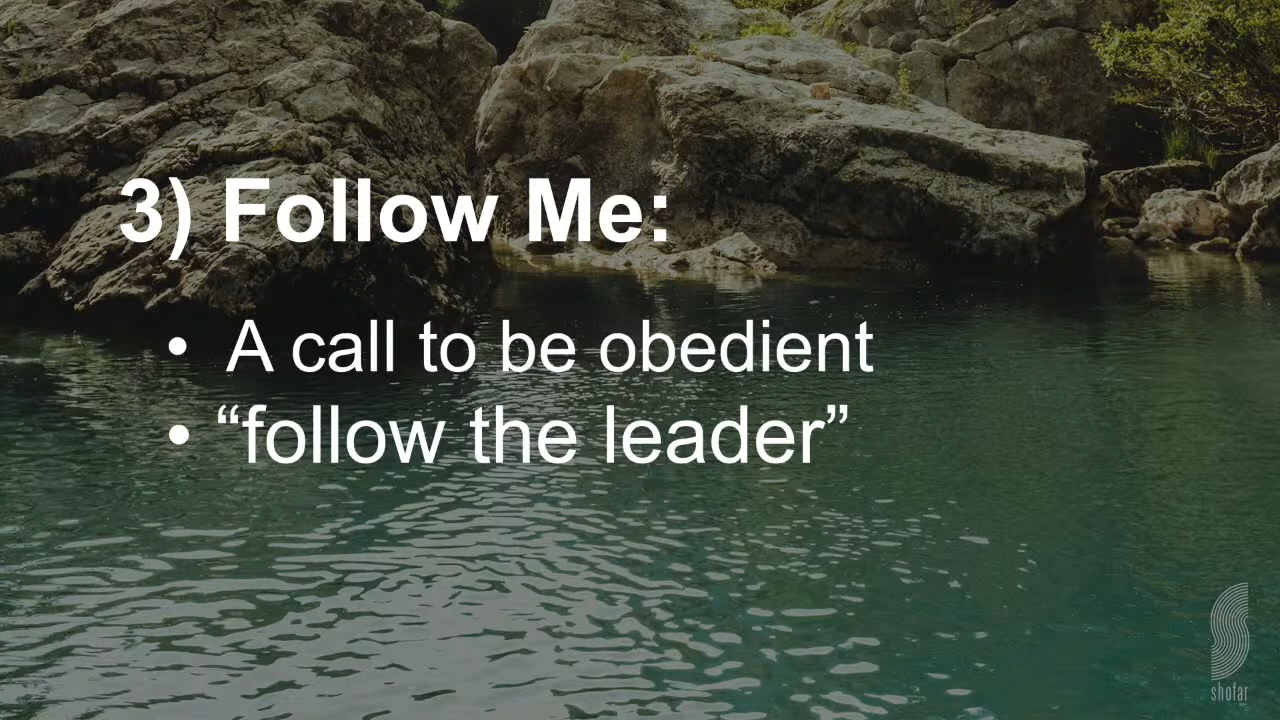 3) Follow Me:
• A call to be obedient
• “follow the leader”
shofar